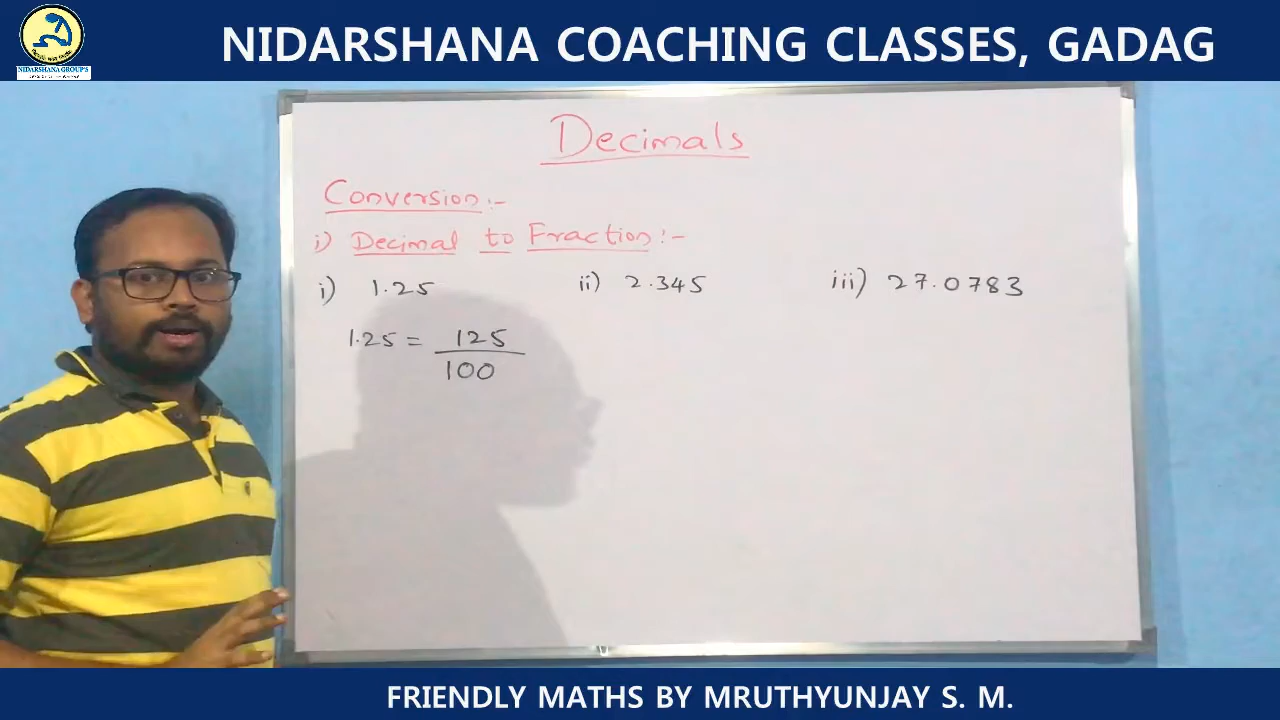 NIDARSHANA COACHING CLASSES, GADAG
NIDARSHANA GROUP'S
Decimals
Conversion:-
i) Decimal to Fraction:-
i) 1.25 ii) 2.345 iii) 27.0783
1.25 = 125
100
FRIENDLY MATHS BY MRUTHYUNJAY S. M.